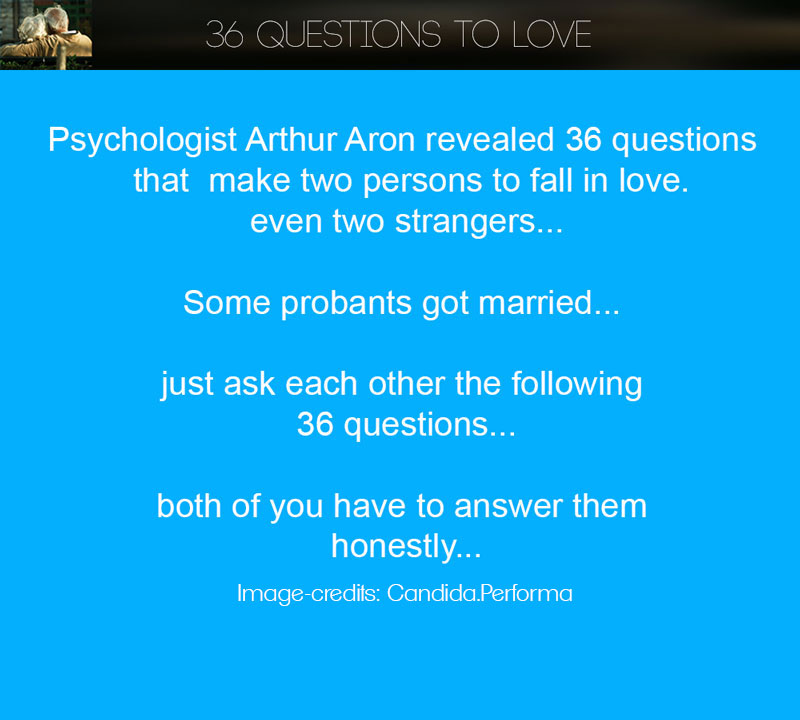 36 QUESTIONS TO LOVE
Psychologist Arthur Aron revealed 36 questions
that  make two persons to fall in love.
even two strangers...
Some probants got married...
just ask each other the following
36 questions...
both of you have to answer them
honestly...
Image-credits: Candida.Performa